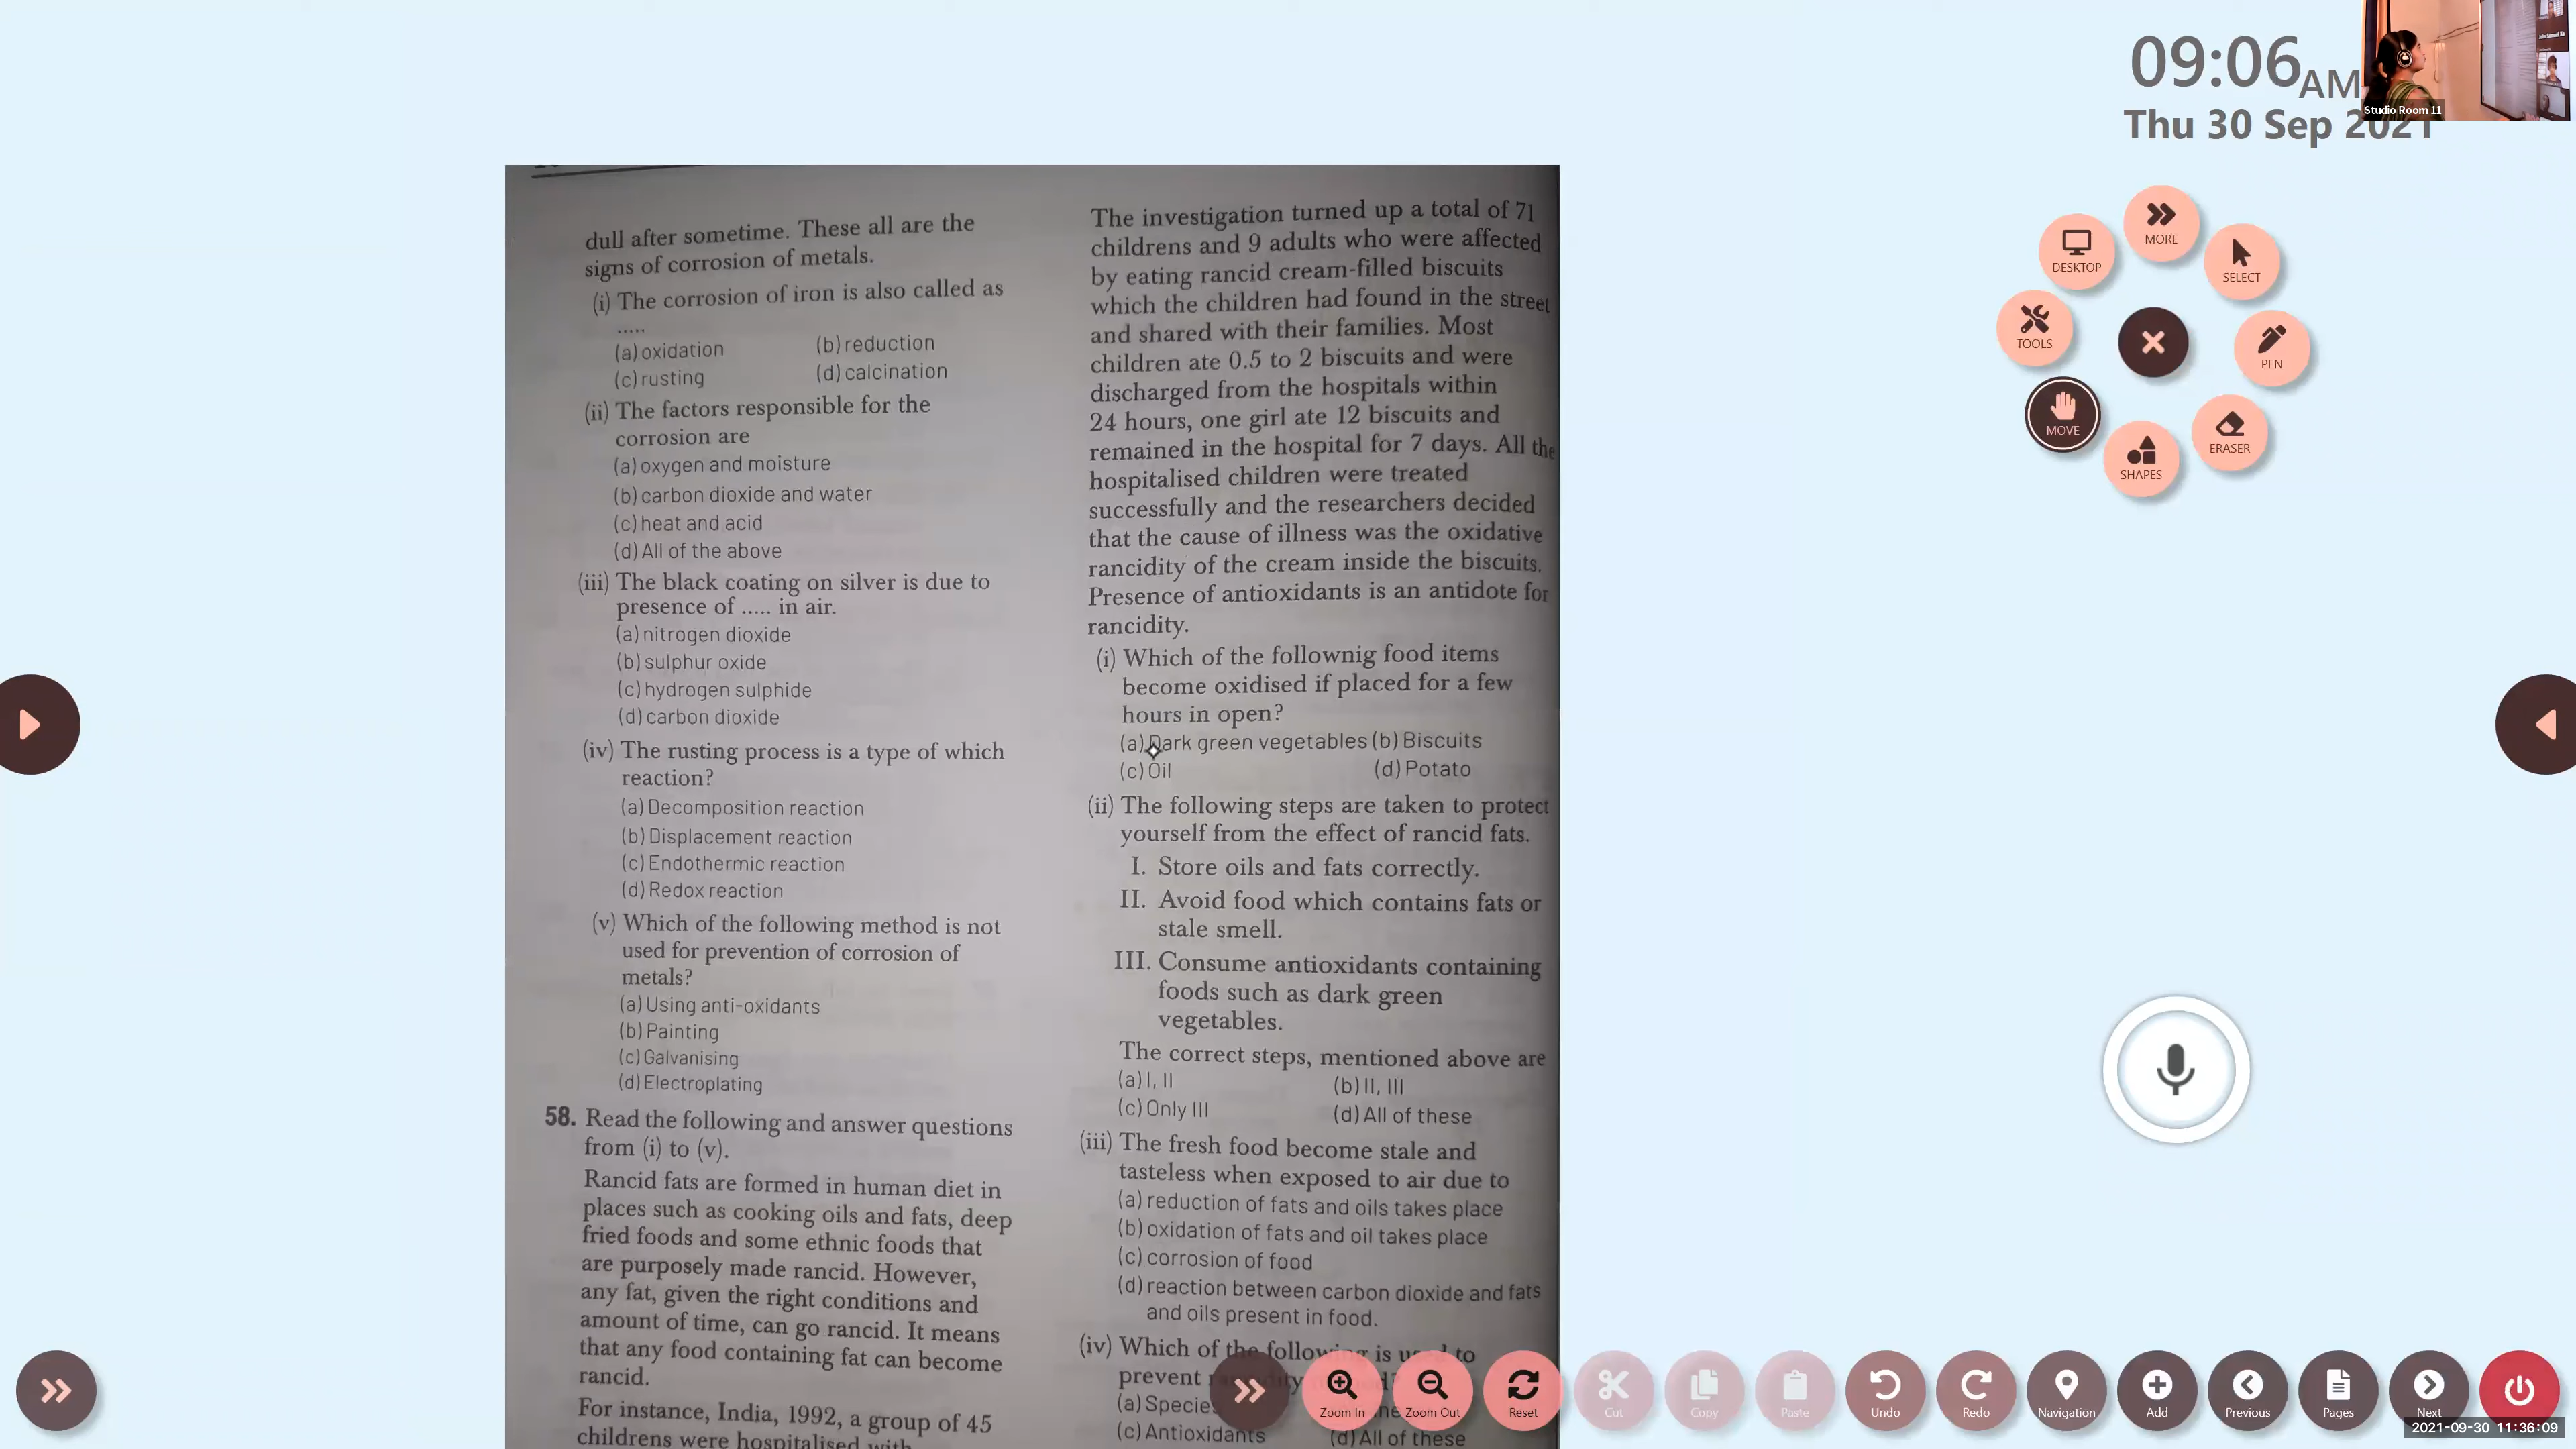 09:06AM
Thu 30 Sep 2021
Studio Room 11
dull after sometime. These all are the
signs of corrosion of metals.
(i) The corrosion of iron is also called as
.....
(a) oxidation (b) reduction
(c) rusting (d) calcination
(ii) The factors responsible for the
corrosion are
(a) oxygen and moisture
(b) carbon dioxide and water
(c) heat and acid
(d) All of the above
(iii) The black coating on silver is due to
presence of ..... in air.
(a) nitrogen dioxide
(b) sulphur oxide
(c) hydrogen sulphide
(d) carbon dioxide
(iv) The rusting process is a type of which
reaction?
(a) Decomposition reaction
(b) Displacement reaction
(c) Endothermic reaction
(d) Redox reaction
(v) Which of the following method is not
used for prevention of corrosion of
metals?
(a) Using anti-oxidants
(b) Painting
(c) Galvanising
(d) Electroplating
58. Read the following and answer questions
from (i) to (v).
Rancid fats are formed in human diet in
places such as cooking oils and fats, deep
fried foods and some ethnic foods that
are purposely made rancid. However,
any fat, given the right conditions and
amount of time, can go rancid. It means
that any food containing fat can become
rancid.
For instance, India, 1992, a group of 45
childrens were hospitalised with
The investigation turned up a total of 71
childrens and 9 adults who were affected
by eating rancid cream-filled biscuits
which the children had found in the street
and shared with their families. Most
children ate 0.5 to 2 biscuits and were
discharged from the hospitals within
24 hours, one girl ate 12 biscuits and
remained in the hospital for 7 days. All the
hospitalised children were treated
successfully and the researchers decided
that the cause of illness was the oxidative
rancidity of the cream inside the biscuits.
Presence of antioxidants is an antidote for
rancidity.
(i) Which of the follownig food items
become oxidised if placed for a few
hours in open?
(a) Dark green vegetables (b) Biscuits
(c) Oil (d) Potato
(ii) The following steps are taken to protect
yourself from the effect of rancid fats.
I. Store oils and fats correctly.
II. Avoid food which contains fats or
stale smell.
III. Consume antioxidants containing
foods such as dark green
vegetables.
The correct steps, mentioned above are
(a) I, II (b) II, III
(c) Only III (d) All of these
(iii) The fresh food become stale and
tasteless when exposed to air due to
(a) reduction of fats and oils takes place
(b) oxidation of fats and oil takes place
(c) corrosion of food
(d) reaction between carbon dioxide and fats
and oils present in food.
(iv) Which of the following is used to
prevent
(a)
(c) Antioxidants (d) All of these
MORE
DESKTOP
SELECT
TOOLS
PEN
MOVE
ERASER
SHAPES
Zoom In
Zoom Out
Reset
Cut
Copy
Paste
Undo
Redo
Navigation
Add
Previous
Pages
Next
2021-09-30 11:36:09